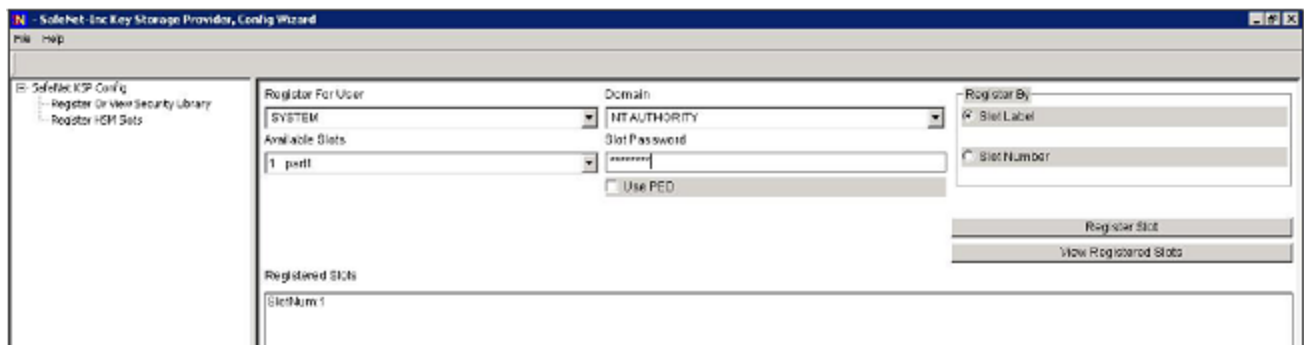 N - SafeNet-Inc Key Storage Provider, Config Wizard
File Help
SafeNet KSP Config
Register Or View Security Library
Register HSM Slots
Register For User
Domain
Register By
SYSTEM
NT AUTHORITY
Slot Label
Available Slots
Slot Password
1 part1
********
Slot Number
Use PED
Register Slot
View Registered Slots
Registered Slots
SlotNum:1